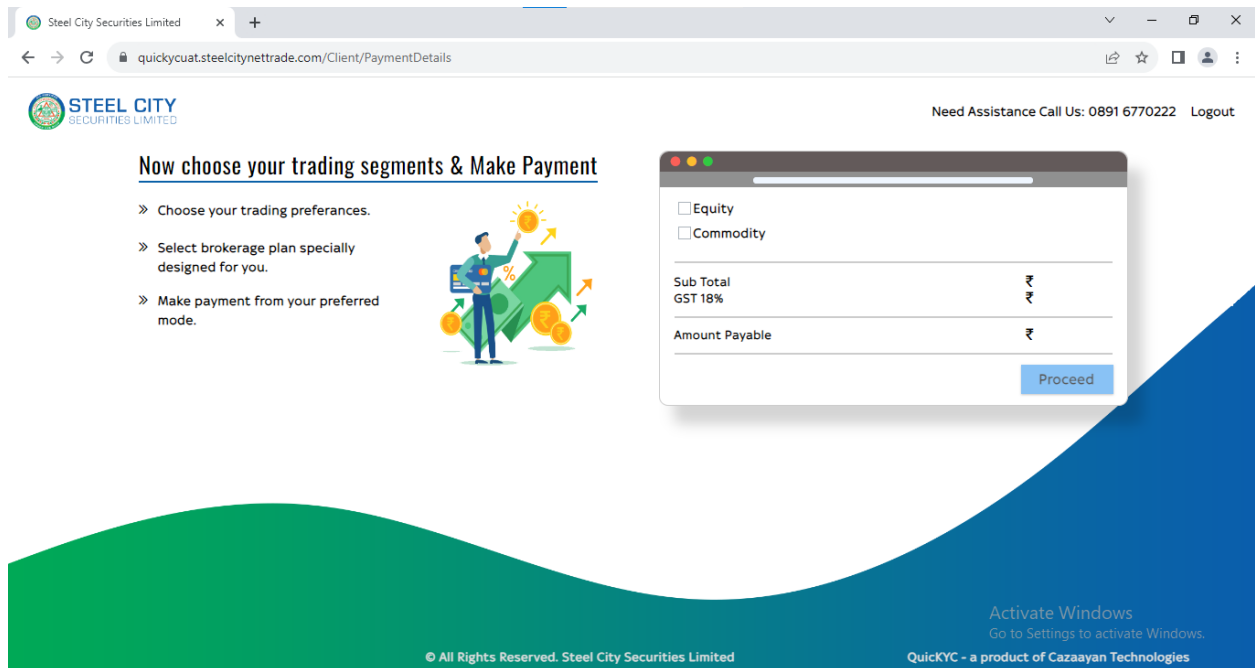 Steel City Securities Limited
quickycuat.steelcitynettrade.com/Client/PaymentDetails
STEEL CITY
SECURITIES LIMITED
Need Assistance Call Us: 0891 6770222 Logout
Now choose your trading segments & Make Payment
» Choose your trading preferances.
» Select brokerage plan specially
designed for you.
» Make payment from your preferred
mode.
%
Equity
Commodity
Sub Total ₹
GST 18% ₹
Amount Payable ₹
Proceed
Activate Windows
Go to Settings to activate Windows.
© All Rights Reserved. Steel City Securities Limited
QuicKYC - a product of Cazaayan Technologies